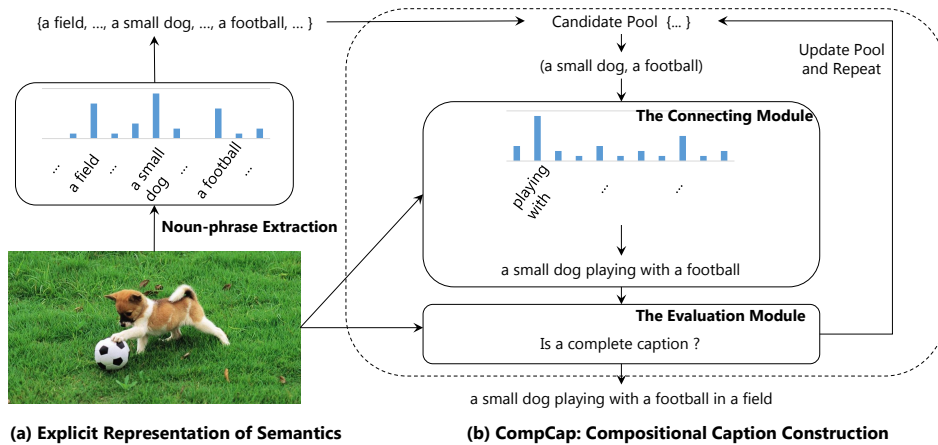 {a field, ..., a small dog, ..., a football, ... }
Candidate Pool {... }
(a small dog, a football)
Update Pool
and Repeat
...
a field
...
a small
dog
...
a football
...
Noun-phrase Extraction
The Connecting Module
playing
with
...
...
a small dog playing with a football
The Evaluation Module
Is a complete caption ?
a small dog playing with a football in a field
(a) Explicit Representation of Semantics
(b) CompCap: Compositional Caption Construction